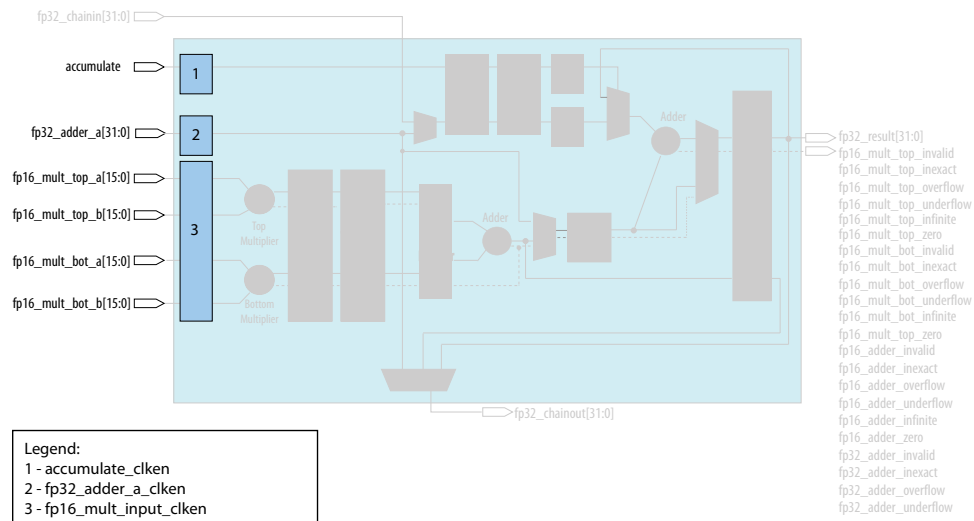 fp32_chainin[31:0]
accumulate
1
fp32_adder_a[31:0]
2
fp16_mult_top_a[15:0]
fp16_mult_top_b[15:0]
3
fp16_mult_bot_a[15:0]
fp16_mult_bot_b[15:0]
Top
Multiplier
Bottom
Multiplier
Adder
Adder
fp32_result[31:0]
fp16_mult_top_invalid
fp16_mult_top_inexact
fp16_mult_top_overflow
fp16_mult_top_underflow
fp16_mult_top_infinite
fp16_mult_top_zero
fp16_mult_bot_invalid
fp16_mult_bot_inexact
fp16_mult_bot_overflow
fp16_mult_bot_underflow
fp16_mult_bot_infinite
fp16_mult_top_zero
fp16_adder_invalid
fp16_adder_inexact
fp16_adder_overflow
fp16_adder_underflow
fp16_adder_infinite
fp16_adder_zero
fp32_adder_invalid
fp32_adder_inexact
fp32_adder_overflow
fp32_adder_underflow
fp32_chainout[31:0]
Legend:
1 - accumulate_clken
2 - fp32_adder_a_clken
3 - fp16_mult_input_clken